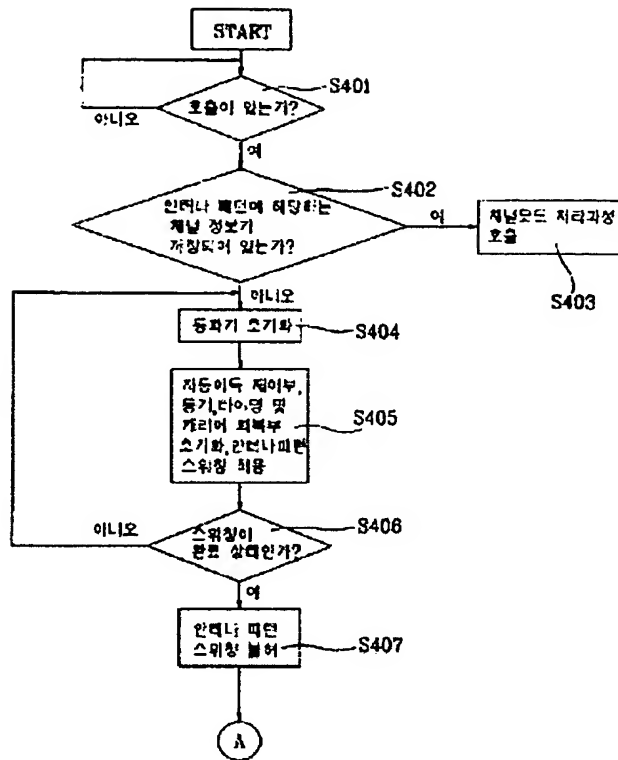 START
S401
호출이 있는가?
아니오
예
S402
안테나 패턴에 해당하는
채널 정보가
저장되어 있는가?
예
채널모드 처리과정
호출
S403
아니오
등화기 초기화
S404
자동이득 제어부,
동기,타이밍 및
캐리어 회복부
초기화,안테나패턴
스위칭 적용
S405
아니오
스위칭이
완료 상태인가?
S406
예
안테나 패턴
스위칭 불허
S407
A